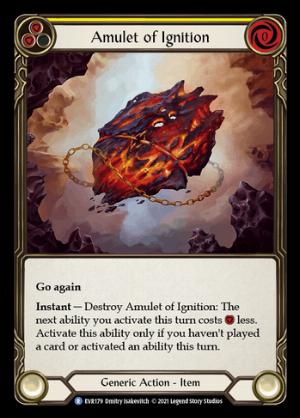 Amulet of Ignition
0
Go again
Instant — Destroy Amulet of Ignition: The
next ability you activate this turn costs less.
Activate this ability only if you haven't played
a card or activated an ability this turn.
Generic Action - Item
R EVR179 Dmitry Isakevitch © 2021 Legend Story Studios